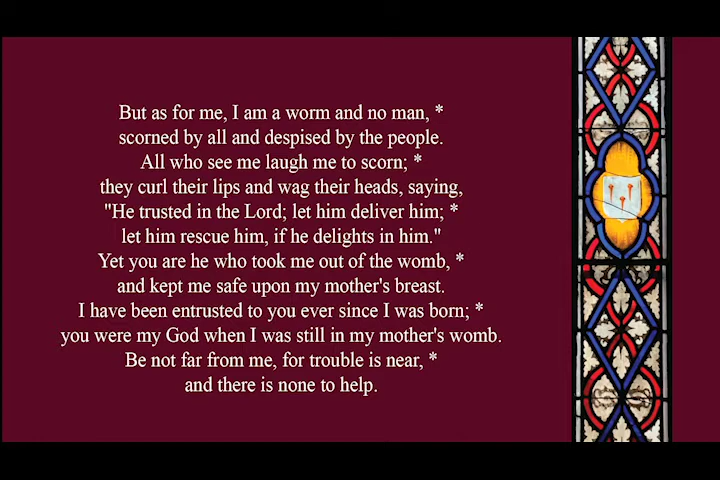 But as for me, I am a worm and no man, *
scorned by all and despised by the people.
All who see me laugh me to scorn; *
they curl their lips and wag their heads, saying,
"He trusted in the Lord; let him deliver him; *
let him rescue him, if he delights in him."
Yet you are he who took me out of the womb, *
and kept me safe upon my mother's breast.
I have been entrusted to you ever since I was born; *
you were my God when I was still in my mother's womb.
Be not far from me, for trouble is near, *
and there is none to help.